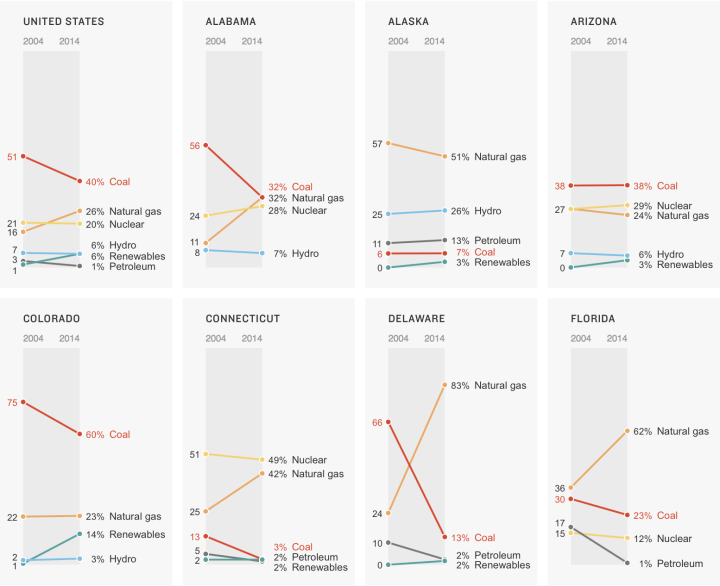 UNITED STATES
2004 2014
51
40% Coal
26% Natural gas
21
20% Nuclear
16
7
6% Hydro
6% Renewables
3
1% Petroleum
1
ALABAMA
2004 2014
56
32% Coal
32% Natural gas
28% Nuclear
24
11
8
7% Hydro
ALASKA
2004 2014
57
51% Natural gas
25
26% Hydro
11
13% Petroleum
6
7% Coal
0
3% Renewables
ARIZONA
2004 2014
38
38% Coal
27
29% Nuclear
24% Natural gas
7
6% Hydro
0
3% Renewables
COLORADO
2004 2014
75
60% Coal
22
23% Natural gas
14% Renewables
2
3% Hydro
1
CONNECTICUT
2004 2014
51
49% Nuclear
42% Natural gas
25
13
3% Coal
5
2% Petroleum
2
2% Renewables
DELAWARE
2004 2014
83% Natural gas
66
24
13% Coal
10
2% Petroleum
0
2% Renewables
FLORIDA
2004 2014
62% Natural gas
36
30
23% Coal
17
15
12% Nuclear
1% Petroleum